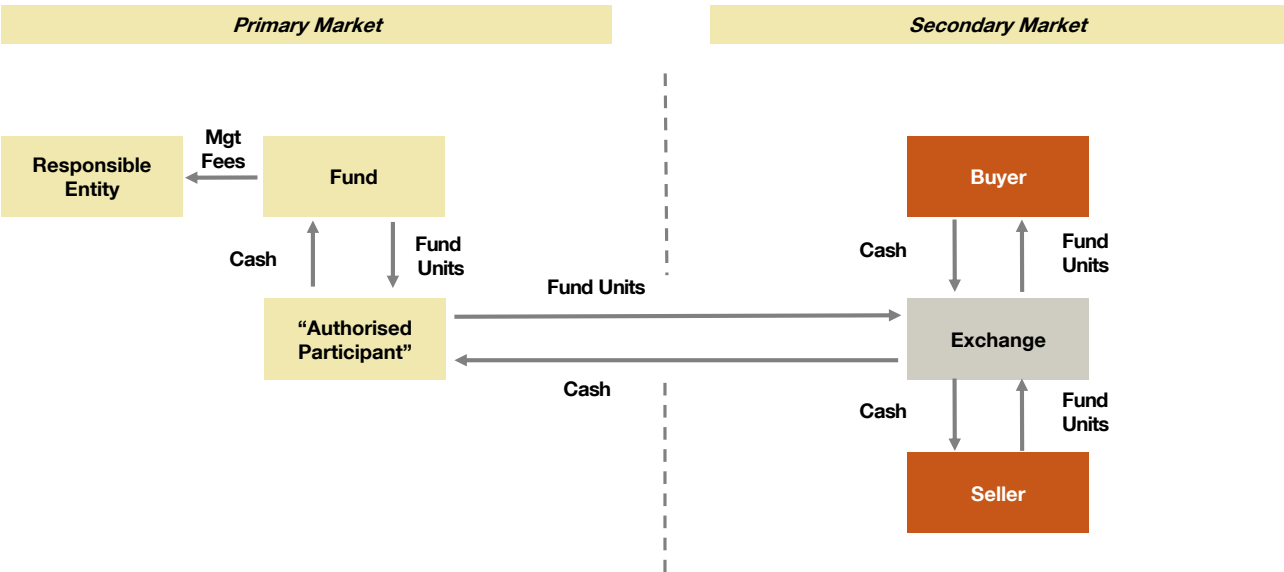 Primary Market
Secondary Market
Mgt
Fees
Responsible
Entity
Fund
Buyer
Cash
Fund
Units
Cash
Fund
Units
Fund Units
“Authorised
Participant”
Exchange
Cash
Cash
Fund
Units
Seller